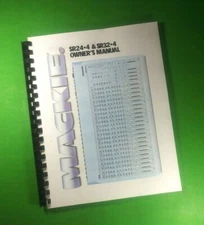 SR24•4 & SR32•4
OWNER'S MANUAL
MACKIE.